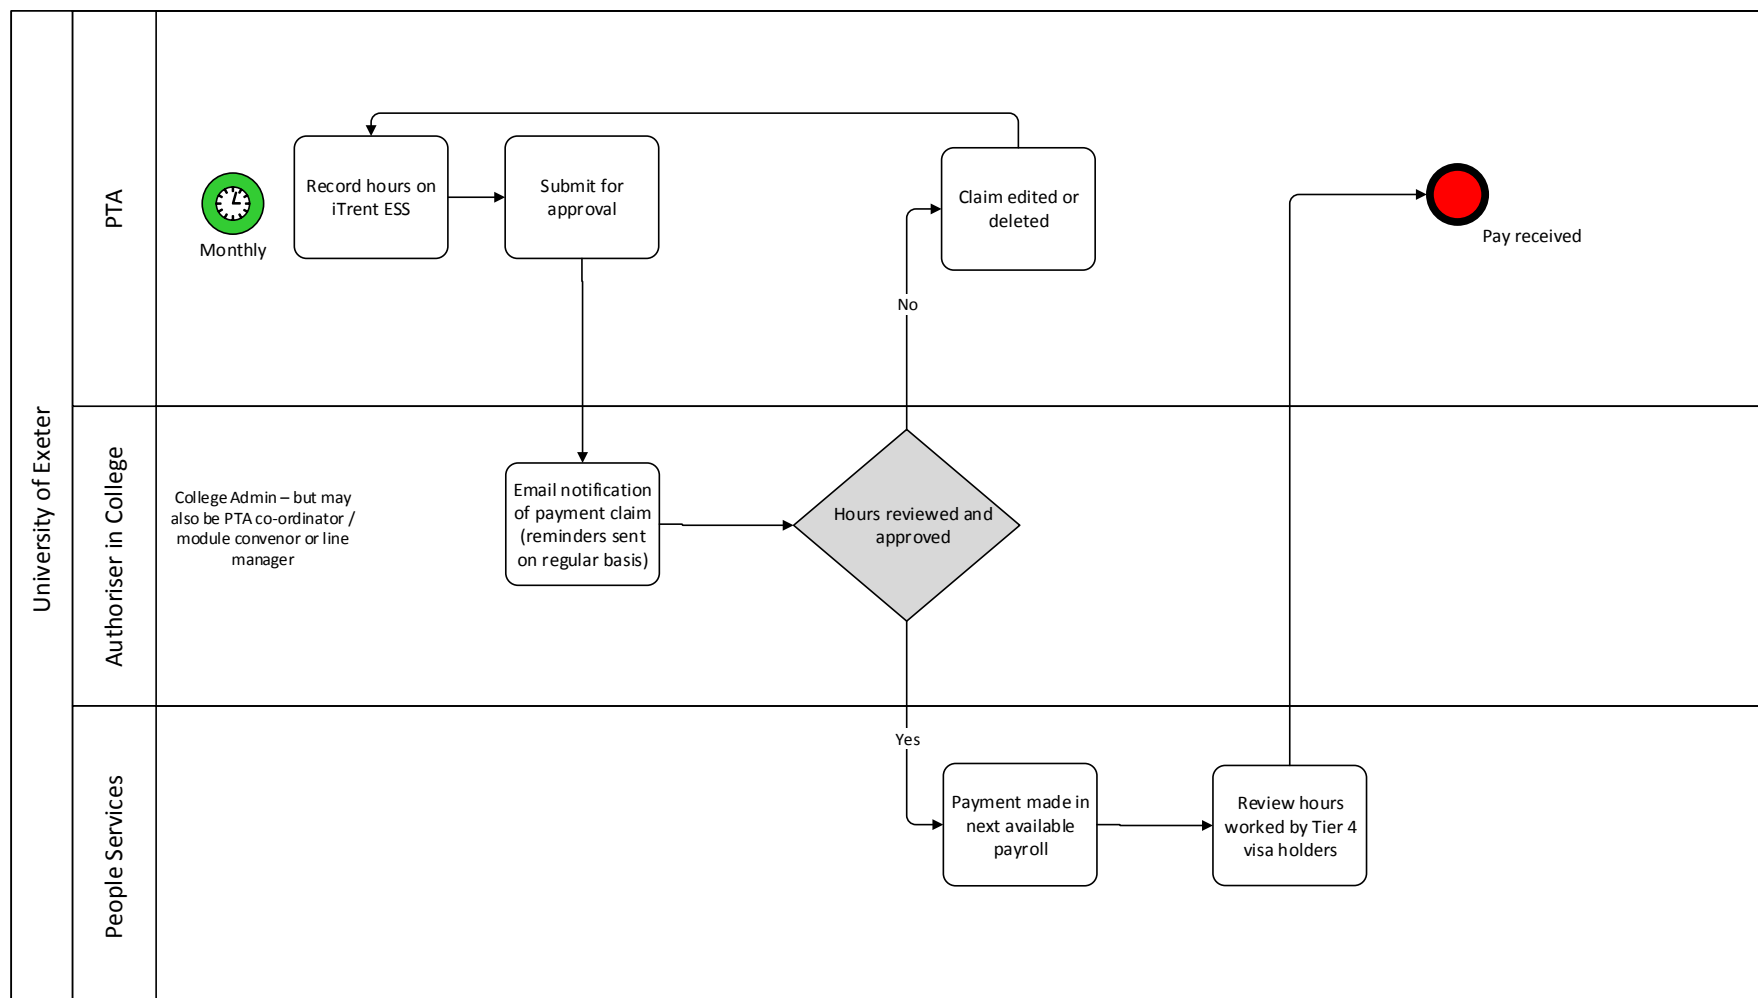 University of Exeter
PTA
Monthly
Record hours on
iTrent ESS
Submit for
approval
Claim edited or
deleted
Pay received
No
Authoriser in College
College Admin – but may
also be PTA co-ordinator /
module convenor or line
manager
Email notification
of payment claim
(reminders sent
on regular basis)
Hours reviewed and
approved
Yes
People Services
Payment made in
next available
payroll
Review hours
worked by Tier 4
visa holders